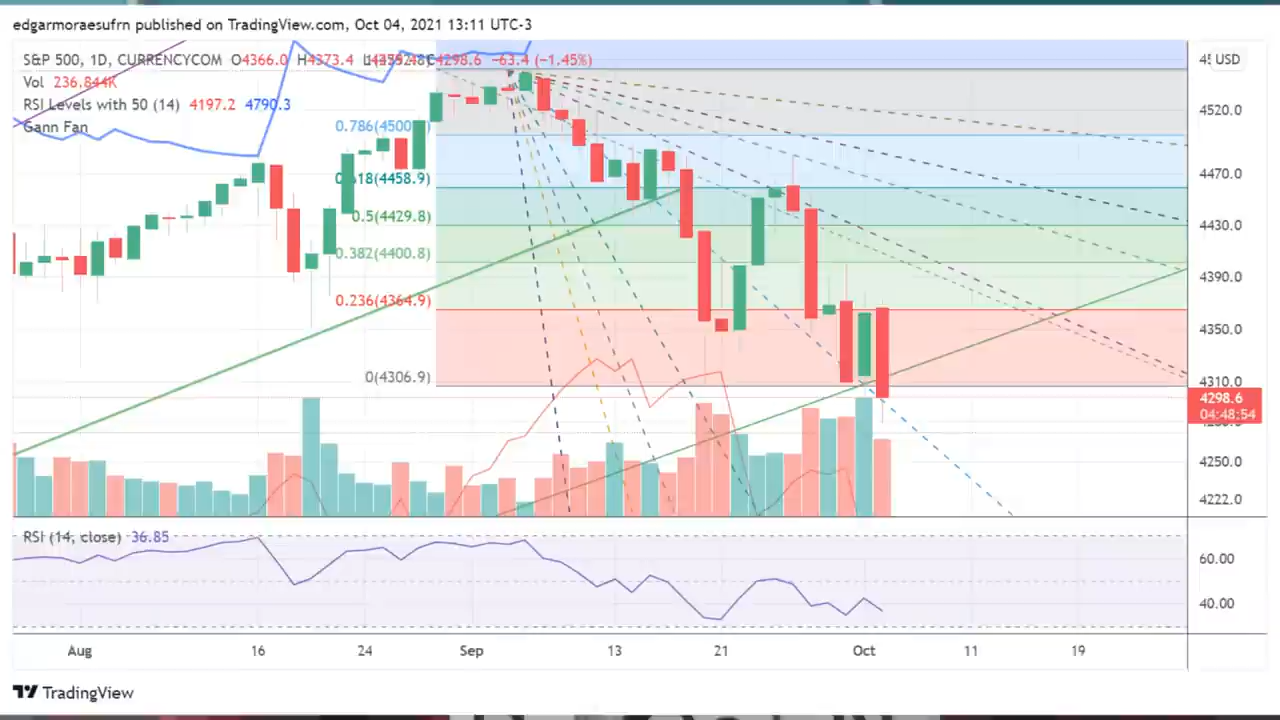 edgarmoraesufrn published on TradingView.com, Oct 04, 2021 13:11 UTC-3
S&P 500, 1D, CURRENCYCOM O4366.0 H4373.4 C4298.6 −63.4 (−1.45%)
USD
Vol 236.844K
RSI Levels with 50 (14) 4197.2 4790.3
Gann Fan
4520.0
0.786(4500
4470.0
18(4458.9)
4430.0
0.5(4429.8)
0.382(4400.8)
4390.0
0.236(4364.9)
4350.0
0(4306.9)
4310.0
4298.6
04:48:54
4250.0
4222.0
RSI (14, close) 36.85
60.00
40.00
Aug 16 24 Sep 13 21 Oct 11 19
TradingView